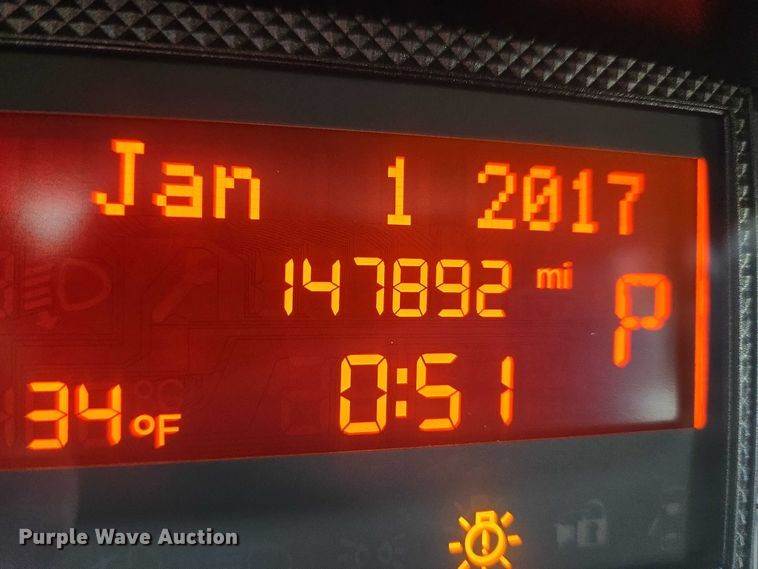 Jan 1 2017
147892 mi
P
34°F 0:51
Purple Wave Auction